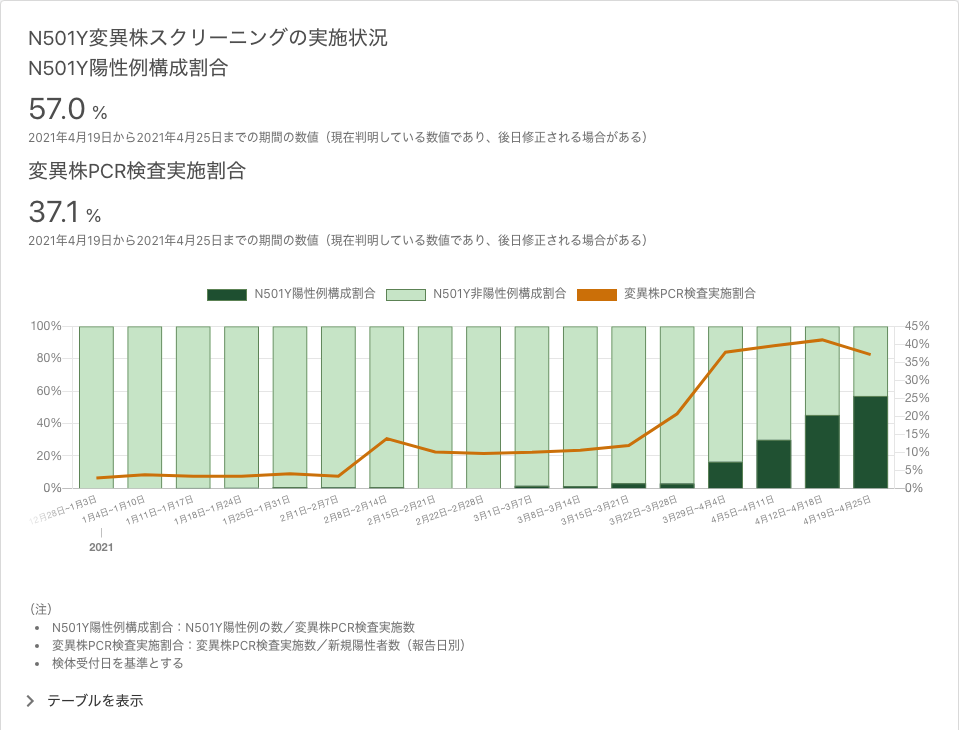 N501Y変異株スクリーニングの実施状況
N501Y陽性例構成割合
57.0 %
2021年4月19日から2021年4月25日までの期間の数値（現在判明している数値であり、後日修正される場合がある）
変異株PCR検査実施割合
37.1 %
2021年4月19日から2021年4月25日までの期間の数値（現在判明している数値であり、後日修正される場合がある）
N501Y陽性例構成割合 N501Y非陽性例構成割合 変異株PCR検査実施割合
100% 45%
80% 40%
60% 35%
40% 30%
20% 25%
0% 20%
15%
10%
5%
0%
12月28日~1月3日
1月4日~1月10日
1月11日~1月17日
1月18日~1月24日
1月25日~1月31日
2月1日~2月7日
2月8日~2月14日
2月15日~2月21日
2月22日~2月28日
3月1日~3月7日
3月8日~3月14日
3月15日~3月21日
3月22日~3月28日
3月29日~4月4日
4月5日~4月11日
4月12日~4月18日
4月19日~4月25日
2021
（注）
• N501Y陽性例構成割合：N501Y陽性例の数／変異株PCR検査実施数
• 変異株PCR検査実施割合：変異株PCR検査実施数／新規陽性者数（報告日別）
• 検体受付日を基準とする
テーブルを表示